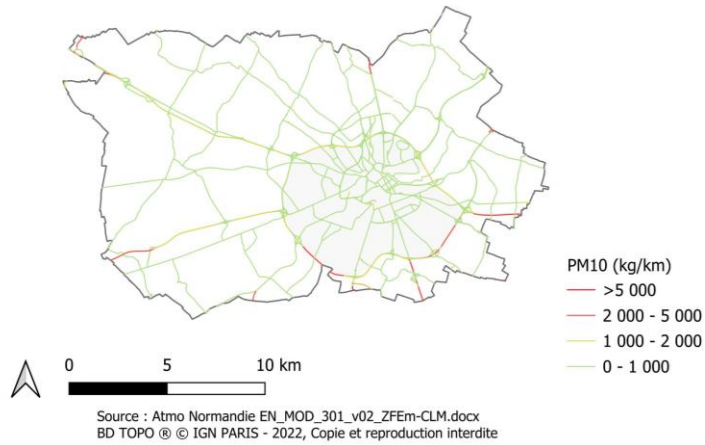 PM10 (kg/km)
>5 000
2 000 - 5 000
1 000 - 2 000
0 - 1 000
0 5 10 km
Source : Atmo Normandie EN_MOD_301_v02_ZFEm-CLM.docx
BD TOPO ® © IGN PARIS - 2022, Copie et reproduction interdite